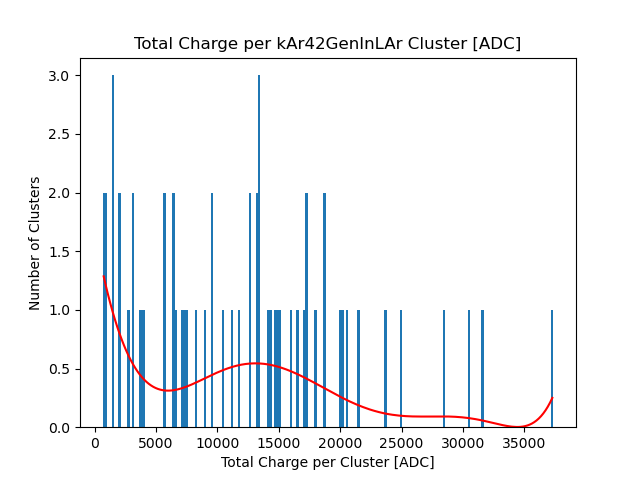 Total Charge per kAr42GenInLAr Cluster [ADC]
3.0
2.5
2.0
1.5
1.0
0.5
0.0
Number of Clusters
0 5000 10000 15000 20000 25000 30000 35000
Total Charge per Cluster [ADC]